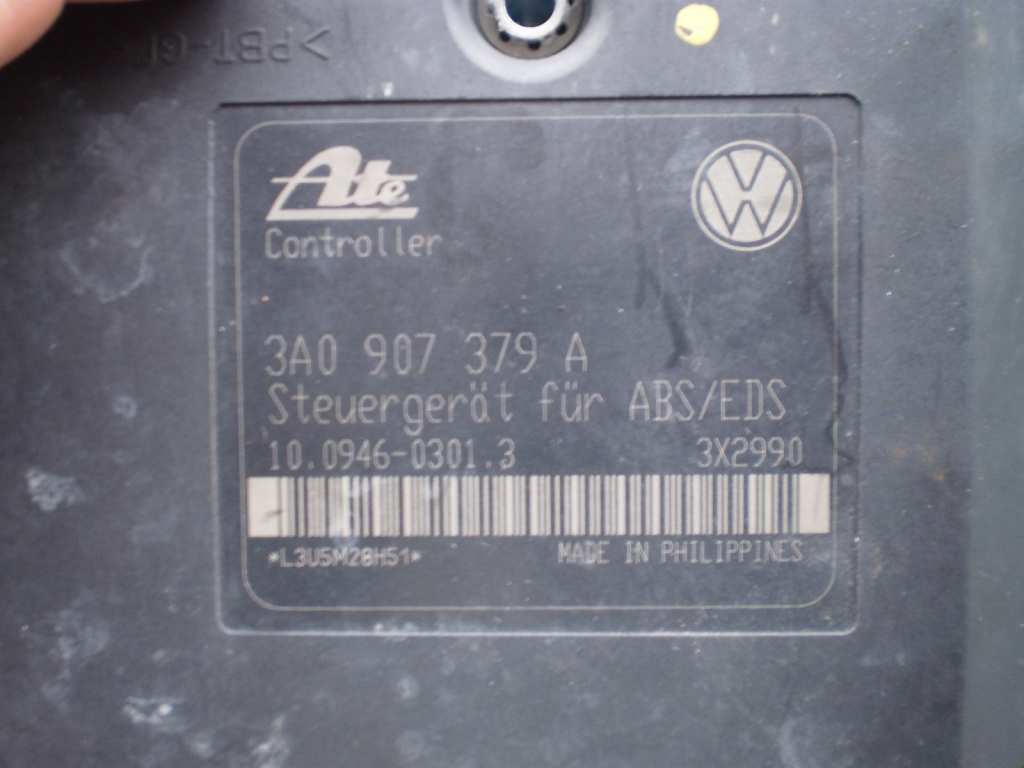 >PBT-G
Ate
Controller
3A0 907 379 A
Steuergerät für ABS/EDS
10.0946-0301.3 3X2990
*L3U5M28H51* MADE IN PHILIPPINES